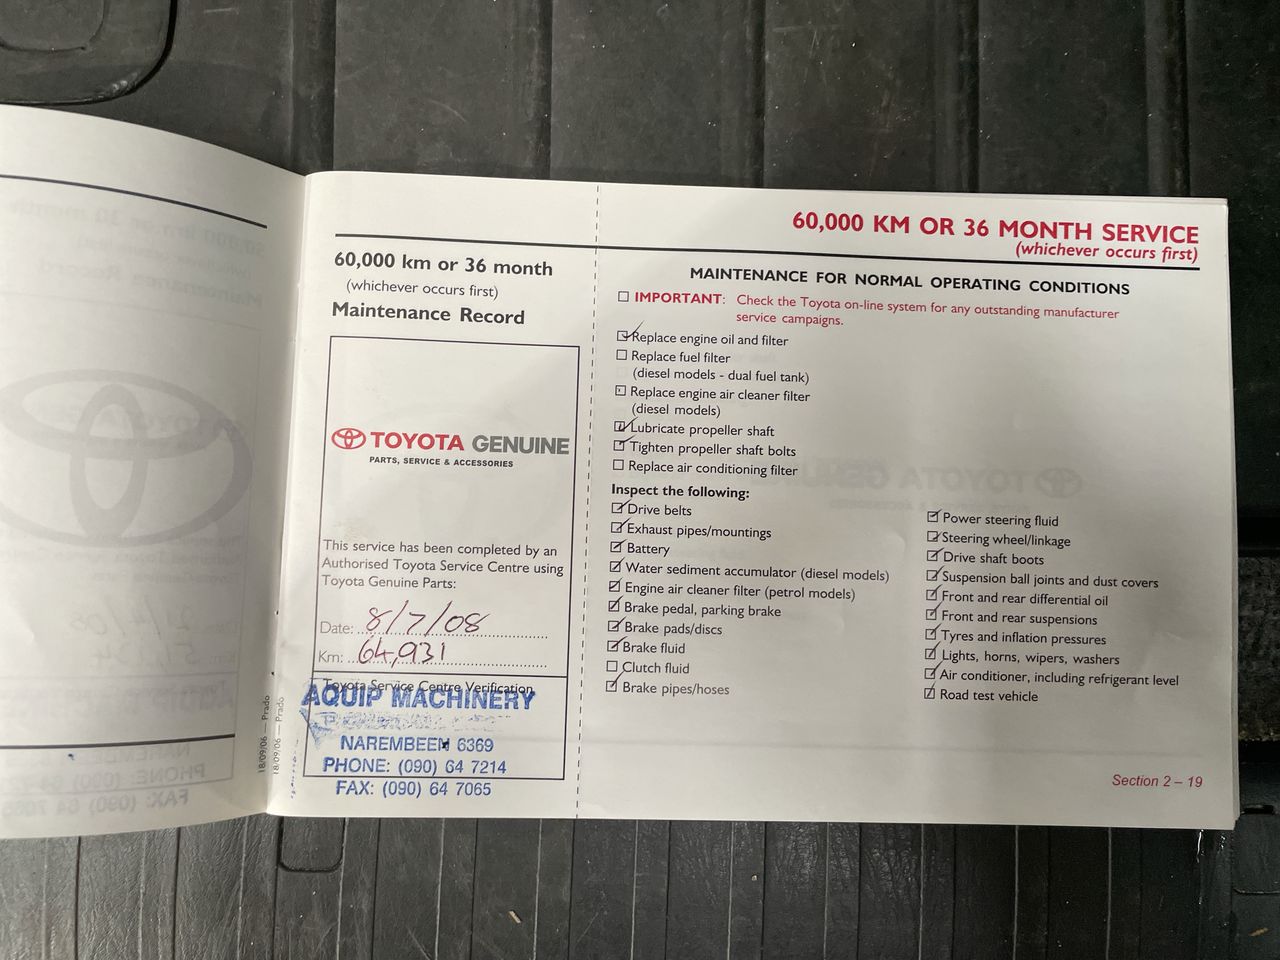 60,000 km or 36 month
(whichever occurs first)
Maintenance Record
TOYOTA GENUINE
PARTS, SERVICE & ACCESSORIES
This service has been completed by an
Authorised Toyota Service Centre using
Toyota Genuine Parts:
Date: 8/7/08
Km: 64,931
Toyota Service Centre Verification
AQUIP MACHINERY
NAREMBEEN 6369
PHONE: (090) 64 7214
FAX: (090) 64 7065
18/09/06 — Prado
18/09/06 — Prado
60,000 KM OR 36 MONTH SERVICE
(whichever occurs first)
MAINTENANCE FOR NORMAL OPERATING CONDITIONS
IMPORTANT: Check the Toyota on-line system for any outstanding manufacturer
service campaigns.
Replace engine oil and filter
Replace fuel filter
(diesel models - dual fuel tank)
Replace engine air cleaner filter
(diesel models)
Lubricate propeller shaft
Tighten propeller shaft bolts
Replace air conditioning filter
Inspect the following:
Drive belts
Exhaust pipes/mountings
Battery
Water sediment accumulator (diesel models)
Engine air cleaner filter (petrol models)
Brake pedal, parking brake
Brake pads/discs
Brake fluid
Clutch fluid
Brake pipes/hoses
Power steering fluid
Steering wheel/linkage
Drive shaft boots
Suspension ball joints and dust covers
Front and rear differential oil
Front and rear suspensions
Tyres and inflation pressures
Lights, horns, wipers, washers
Air conditioner, including refrigerant level
Road test vehicle
Section 2 – 19